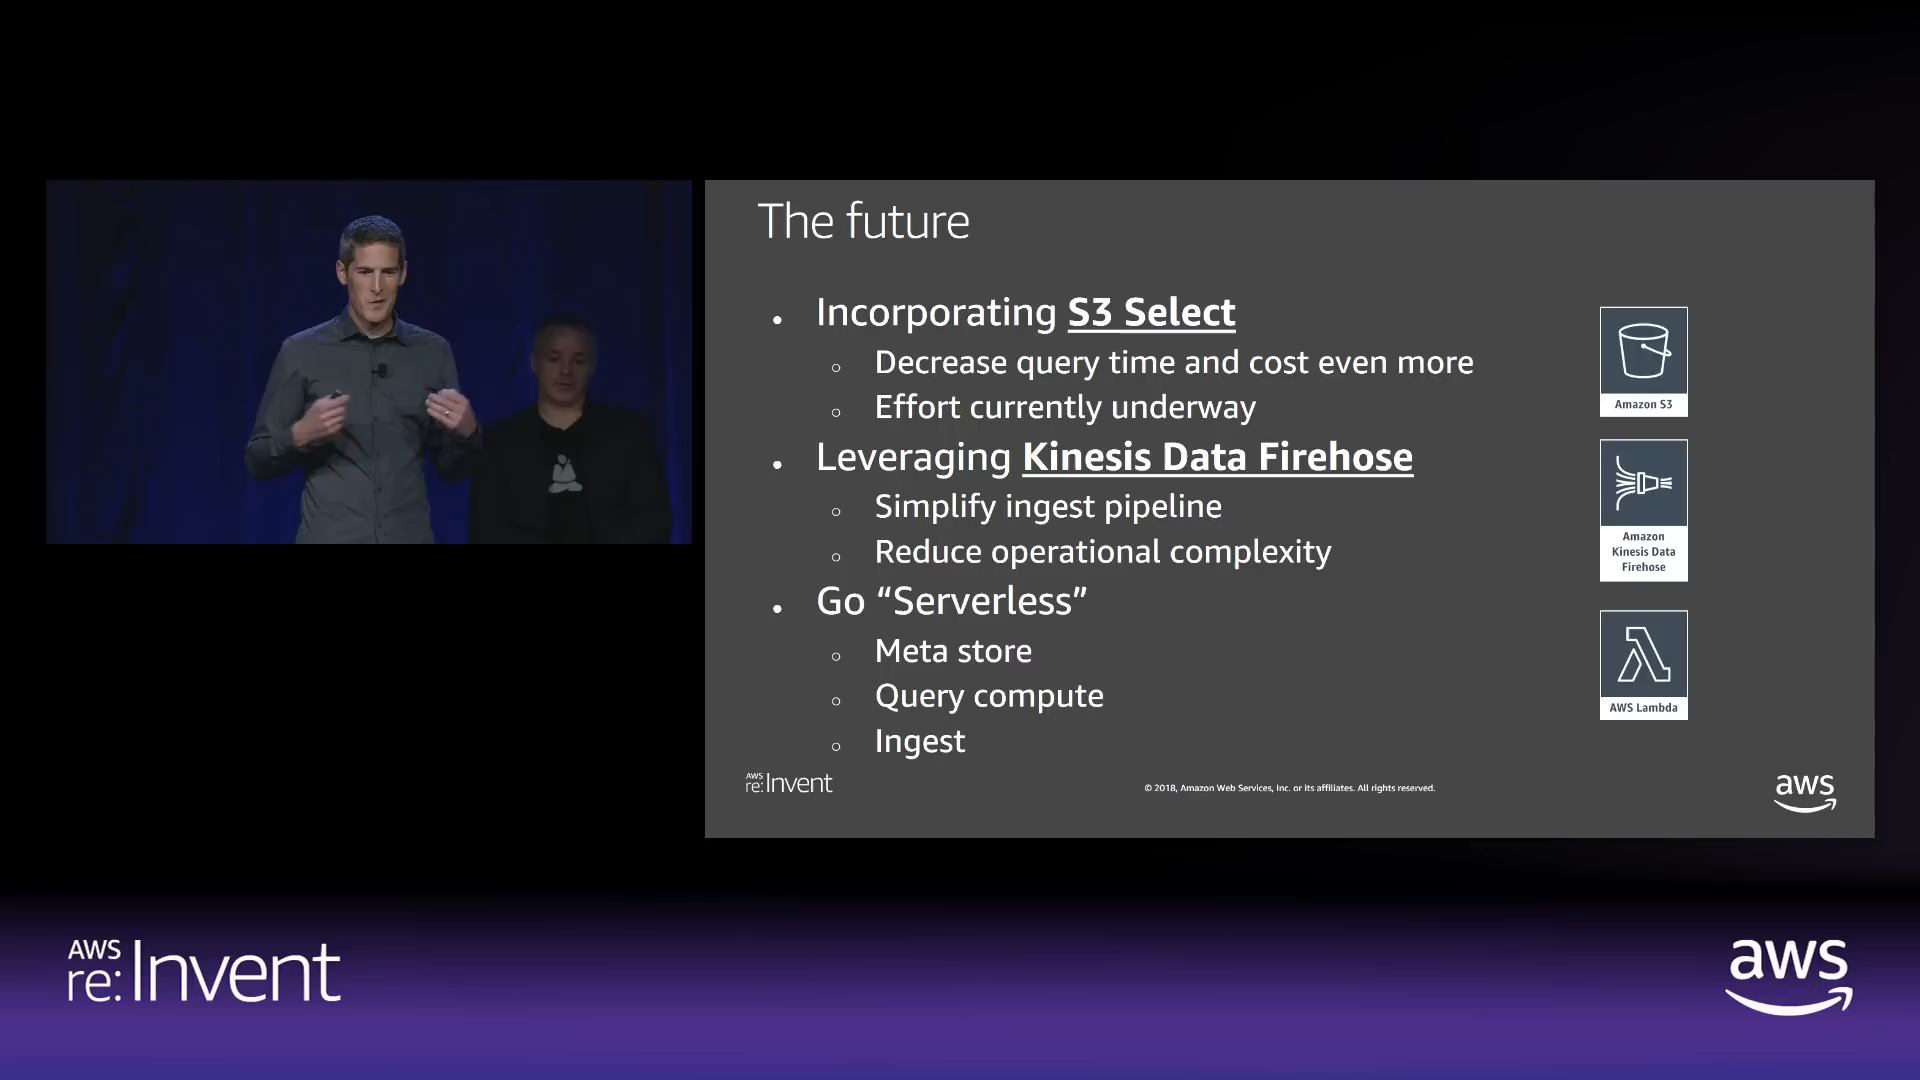 The future
• Incorporating S3 Select
○ Decrease query time and cost even more
○ Effort currently underway
• Leveraging Kinesis Data Firehose
○ Simplify ingest pipeline
○ Reduce operational complexity
• Go “Serverless”
○ Meta store
○ Query compute
○ Ingest
Amazon S3
Amazon
Kinesis Data
Firehose
AWS Lambda
AWS
re:Invent
© 2018, Amazon Web Services, Inc. or its affiliates. All rights reserved.
aws
AWS
re:Invent
aws